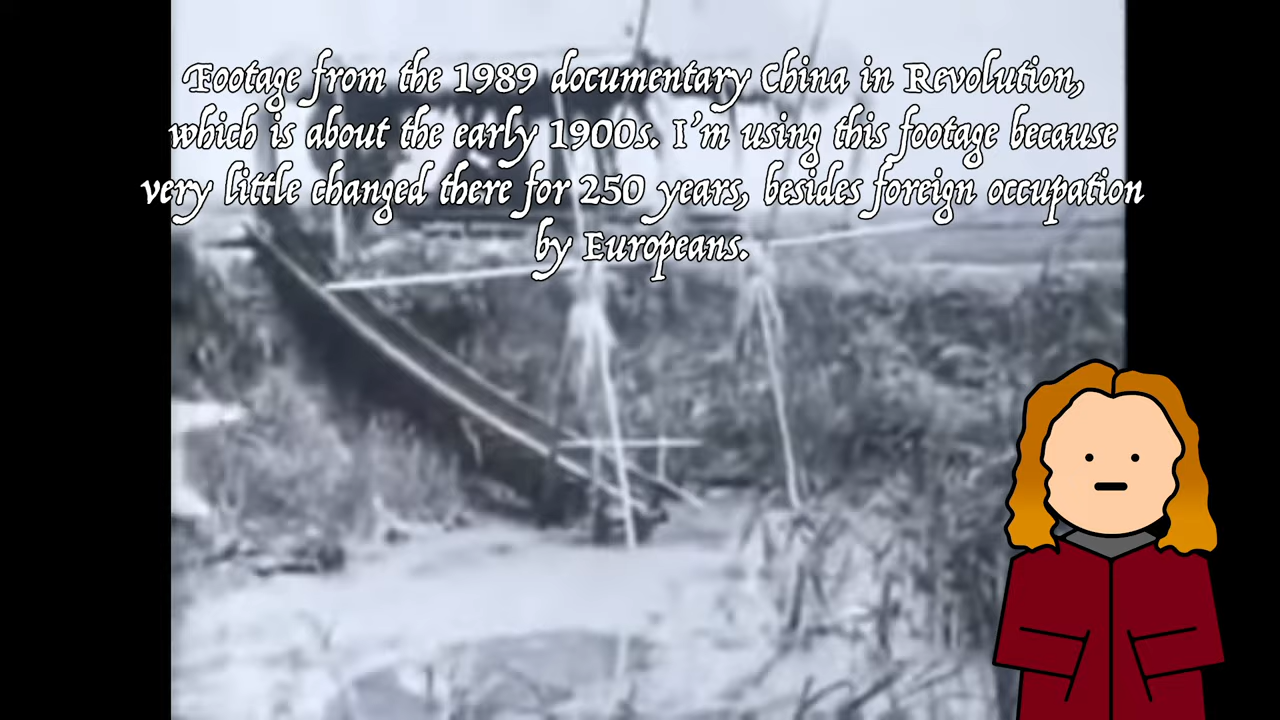 Footage from the 1989 documentary China in Revolution,
which is about the early 1900s. I'm using this footage because
very little changed there for 250 years, besides foreign occupation
by Europeans.